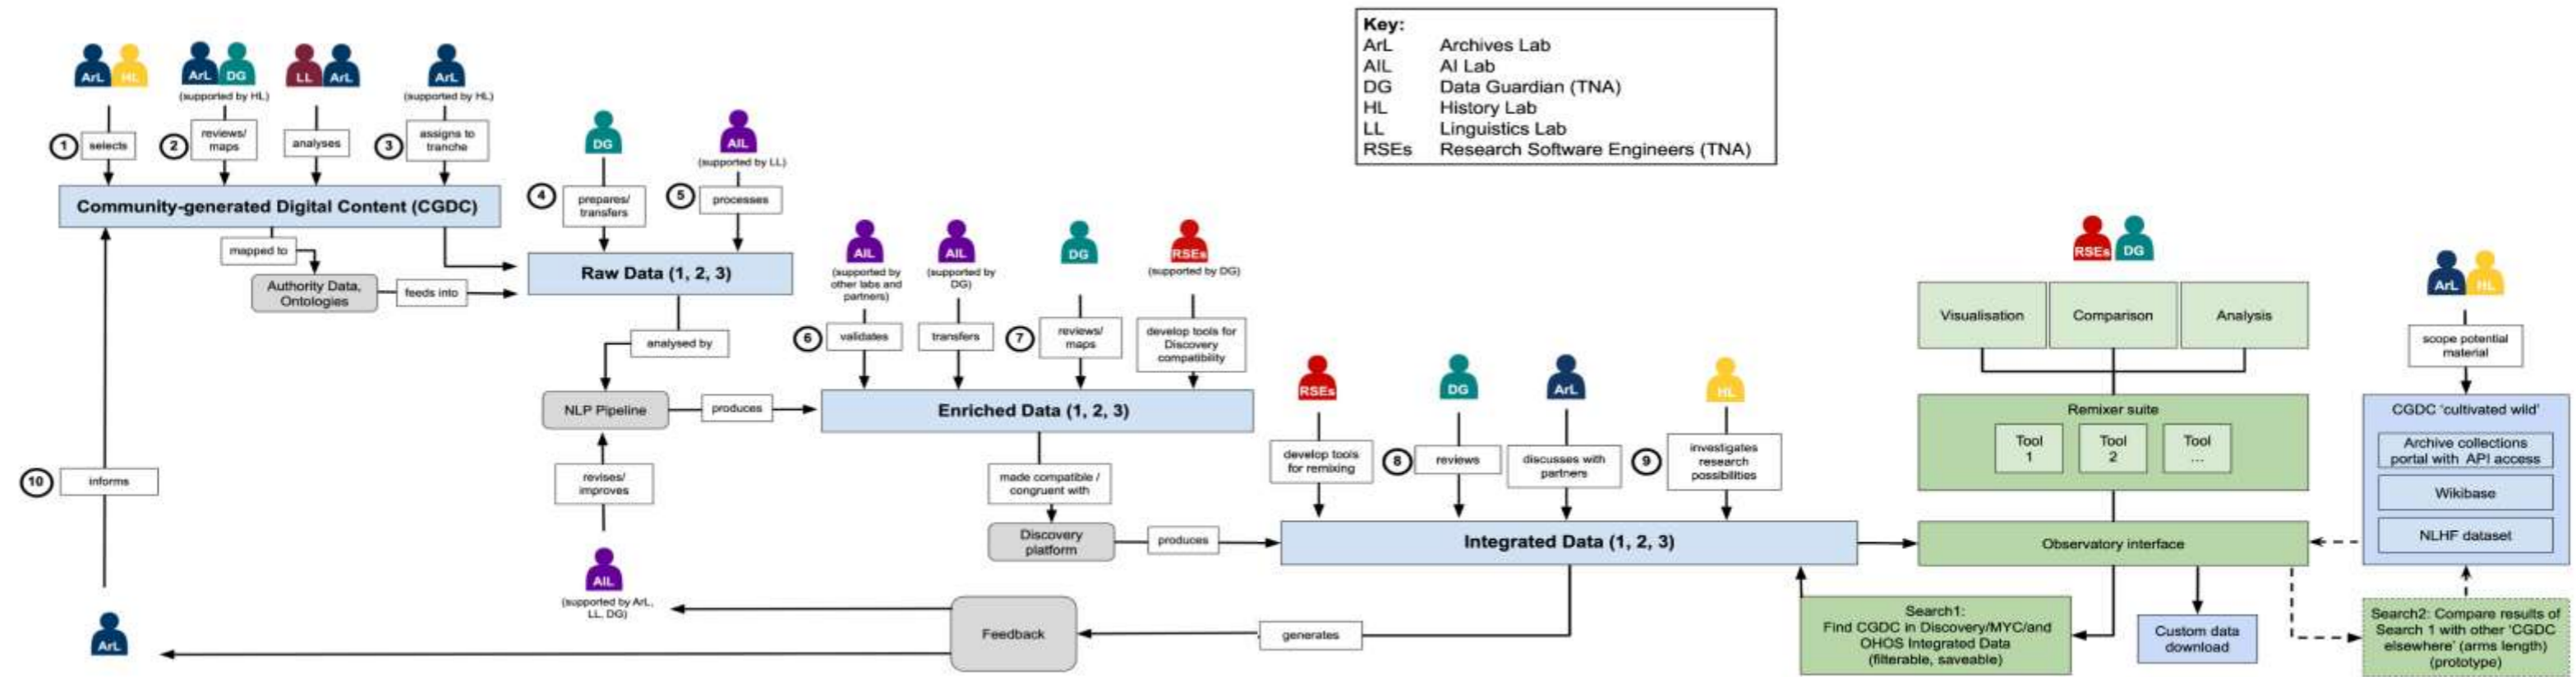 Key:
ArL Archives Lab
AIL AI Lab
DG Data Guardian (TNA)
HL History Lab
LL Linguistics Lab
RSEs Research Software Engineers (TNA)
ArL HL
ArL DG
(supported by HL)
LL ArL
ArL
(supported by HL)
1 selects
2 reviews/
maps
analyses
3 assigns to
tranche
Community-generated Digital Content (CGDC)
mapped to
Authority Data,
Ontologies
feeds into
DG
AIL
(supported by LL)
4 prepares/
transfers
5 processes
Raw Data (1, 2, 3)
analysed by
NLP Pipeline
produces
revises/
improves
AIL
(supported by ArL,
LL, DG)
AIL
(supported by
other labs and
partners)
AIL
(supported by
DG)
DG
RSEs
(supported by DG)
6 validates
transfers
7 reviews/
maps
develop tools for
Discovery
compatibility
Enriched Data (1, 2, 3)
made compatible /
congruent with
Discovery
platform
produces
RSEs
DG
ArL
HL
develop tools
for remixing
8 reviews
discusses with
partners
9 investigates
research
possibilities
Integrated Data (1, 2, 3)
generates
Feedback
10 informs
ArL
RSEs DG
Visualisation
Comparison
Analysis
Remixer suite
Tool
1
Tool
2
Tool
...
Observatory interface
Search1:
Find CGDC in Discovery/MYC/and
OHOS Integrated Data
(filterable, saveable)
Custom data
download
ArL HL
scope potential
material
CGDC 'cultivated wild'
Archive collections
portal with API access
Wikibase
NLHF dataset
Search2: Compare results of
Search 1 with other 'CGDC
elsewhere' (arms length)
(prototype)